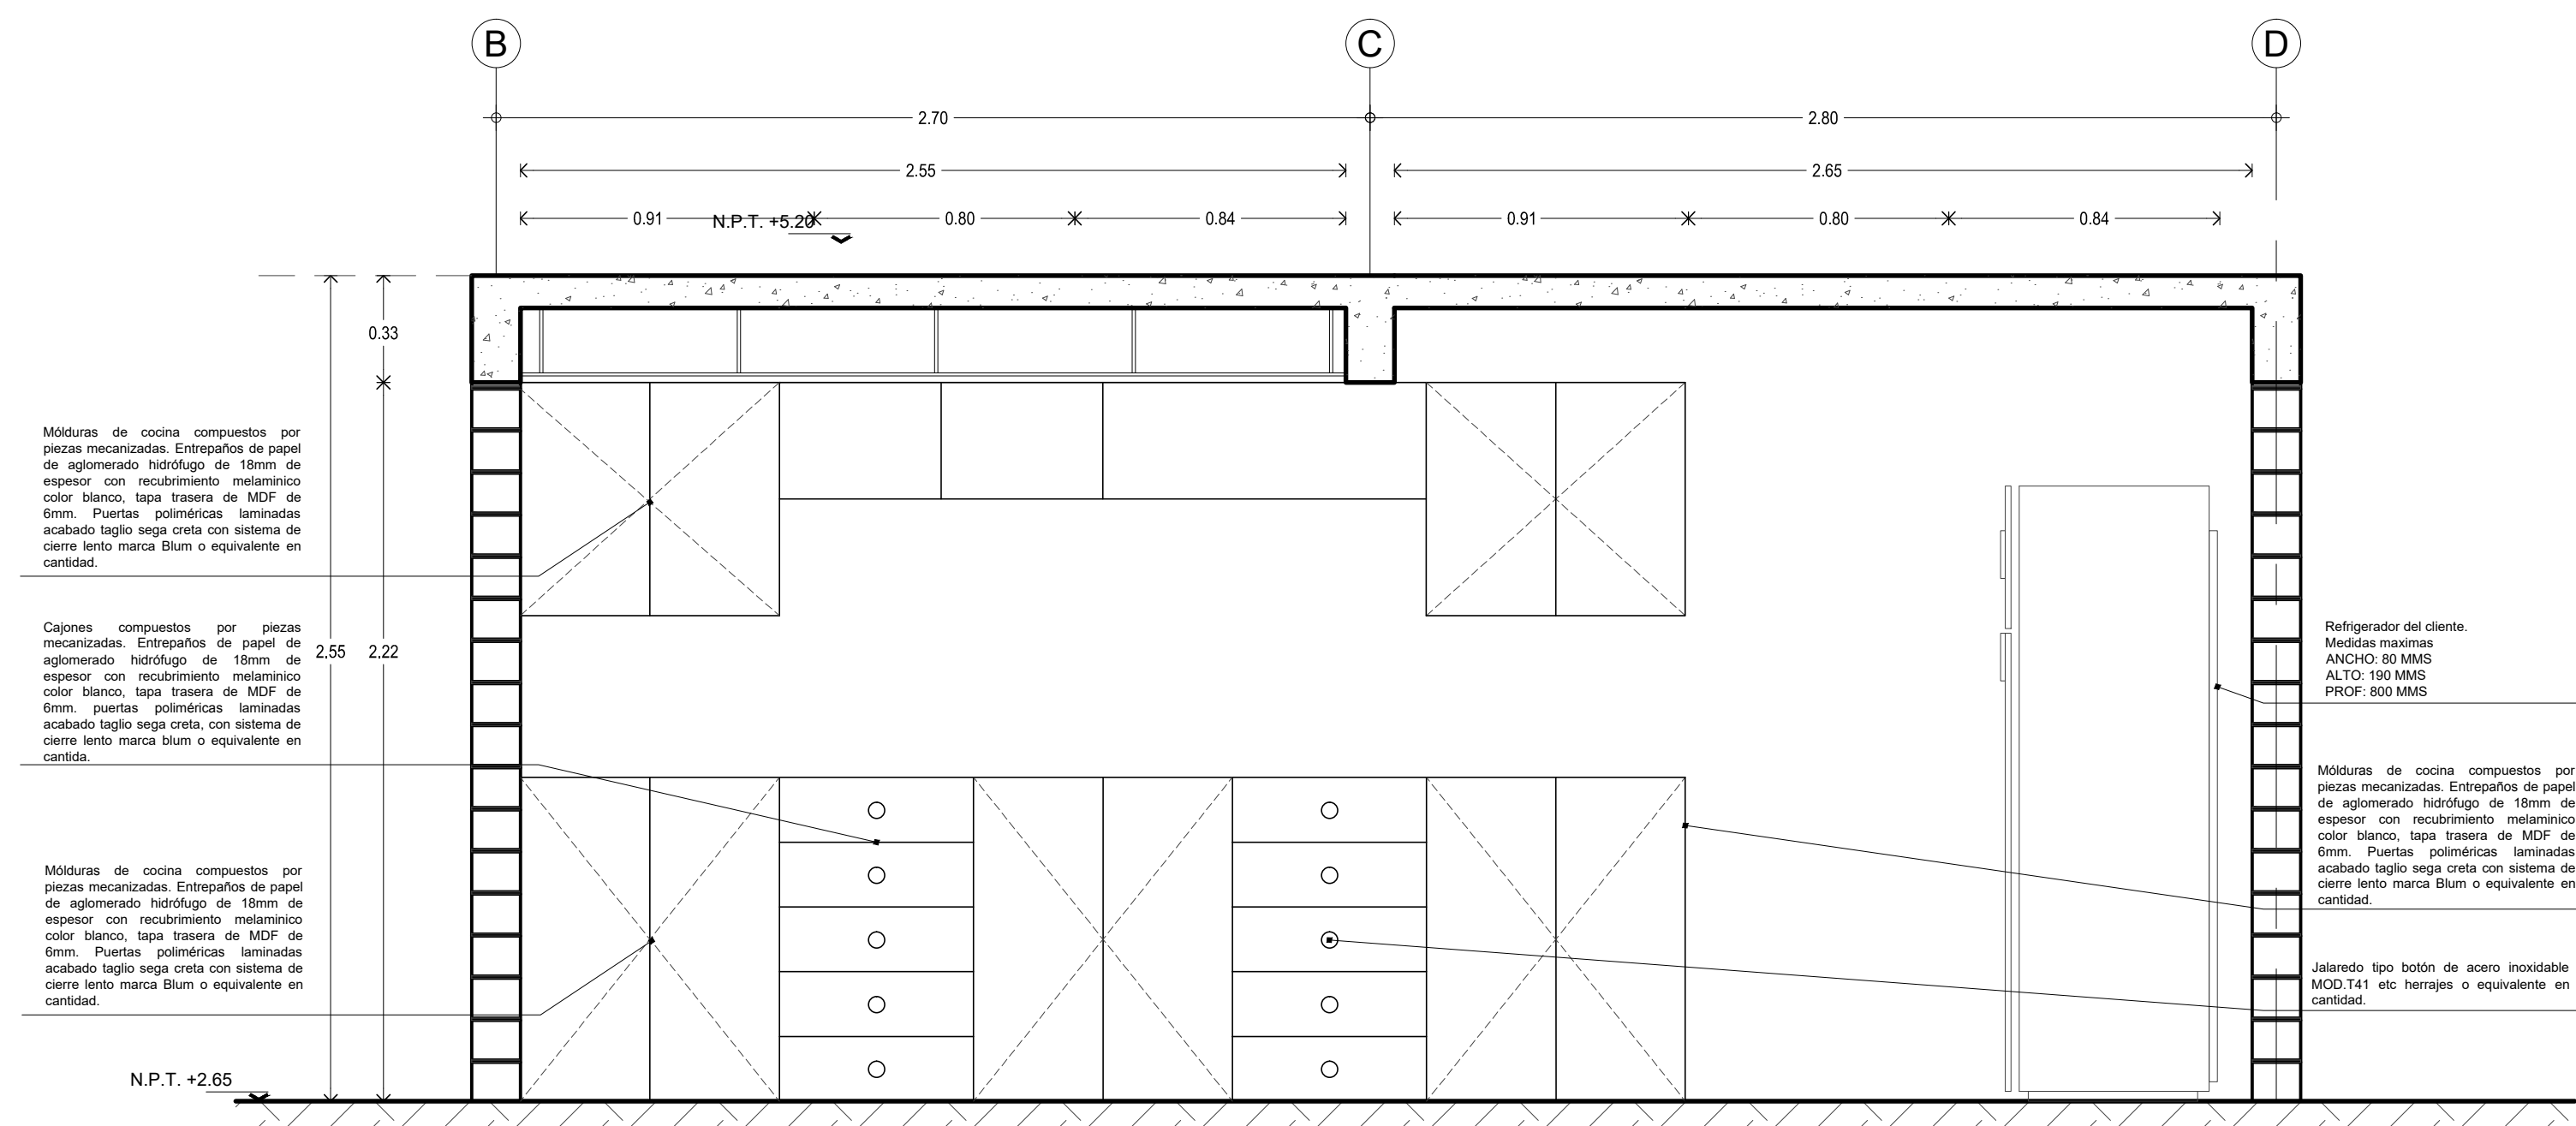 B
C
D
2.70
2.80
2.55
2.65
0.91
N.P.T. +5.20
0.80
0.84
0.91
0.80
0.84
0.33
2.55
2.22
Mólduras de cocina compuestos por
piezas mecanizadas. Entrepaños de papel
de aglomerado hidrófugo de 18mm de
espesor con recubrimiento melaminico
color blanco, tapa trasera de MDF de
6mm. Puertas poliméricas laminadas
acabado taglio sega creta con sistema de
cierre lento marca Blum o equivalente en
cantidad.
Cajones compuestos por piezas
mecanizadas. Entrepaños de papel de
aglomerado hidrófugo de 18mm de
espesor con recubrimiento melaminico
color blanco, tapa trasera de MDF de
6mm. puertas poliméricas laminadas
acabado taglio sega creta, con sistema de
cierre lento marca blum o equivalente en
cantida.
Mólduras de cocina compuestos por
piezas mecanizadas. Entrepaños de papel
de aglomerado hidrófugo de 18mm de
espesor con recubrimiento melaminico
color blanco, tapa trasera de MDF de
6mm. Puertas poliméricas laminadas
acabado taglio sega creta con sistema de
cierre lento marca Blum o equivalente en
cantidad.
N.P.T. +2.65
Refrigerador del cliente.
Medidas maximas
ANCHO: 80 MMS
ALTO: 190 MMS
PROF: 800 MMS
Mólduras de cocina compuestos por
piezas mecanizadas. Entrepaños de papel
de aglomerado hidrófugo de 18mm de
espesor con recubrimiento melaminico
color blanco, tapa trasera de MDF de
6mm. Puertas poliméricas laminadas
acabado taglio sega creta con sistema de
cierre lento marca Blum o equivalente en
cantidad.
Jalaredo tipo botón de acero inoxidable
MOD.T41 etc herrajes o equivalente en
cantidad.